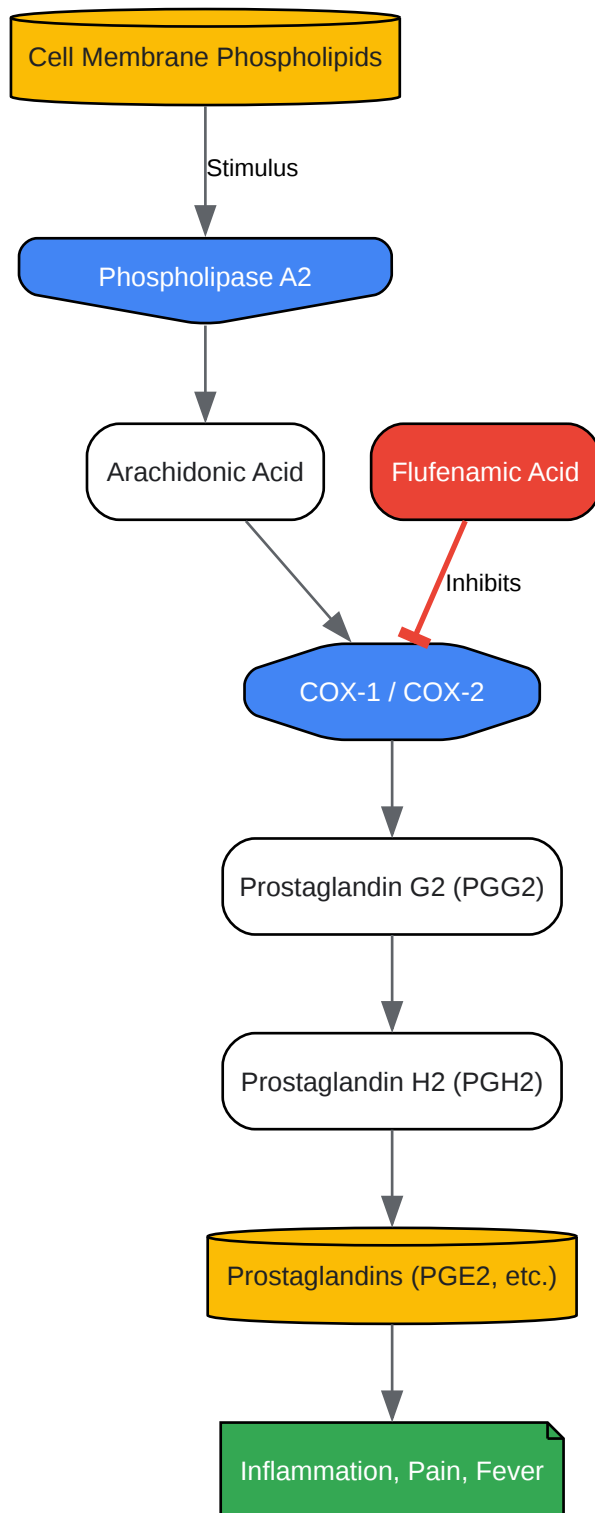 Cell Membrane Phospholipids
Stimulus
Phospholipase A2
Arachidonic Acid
Flufenamic Acid
Inhibits
COX-1 / COX-2
Prostaglandin G2 (PGG2)
Prostaglandin H2 (PGH2)
Prostaglandins (PGE2, etc.)
Inflammation, Pain, Fever